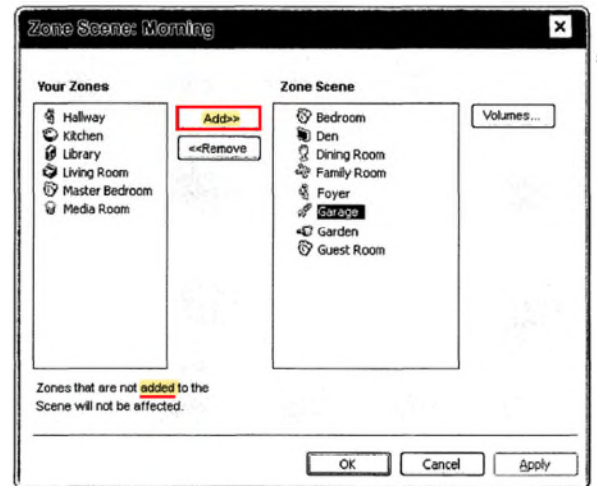 Zone Scene: Morning
Your Zones
Hallway
Kitchen
Library
Living Room
Master Bedroom
Media Room
Add>>
<<Remove
Zone Scene
Bedroom
Den
Dining Room
Family Room
Foyer
Garage
Garden
Guest Room
Volumes...
Zones that are not added to the
Scene will not be affected.
OK
Cancel
Apply